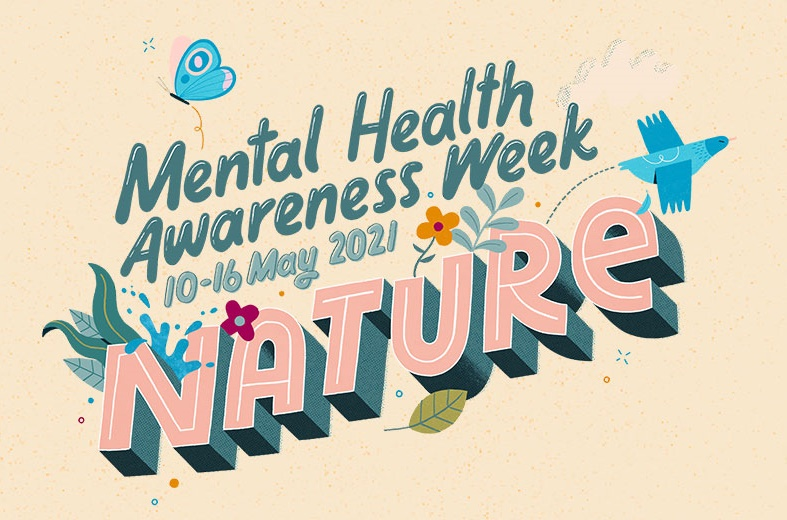 Mental Health
Awareness Week
10-16 May 2021
NATURe